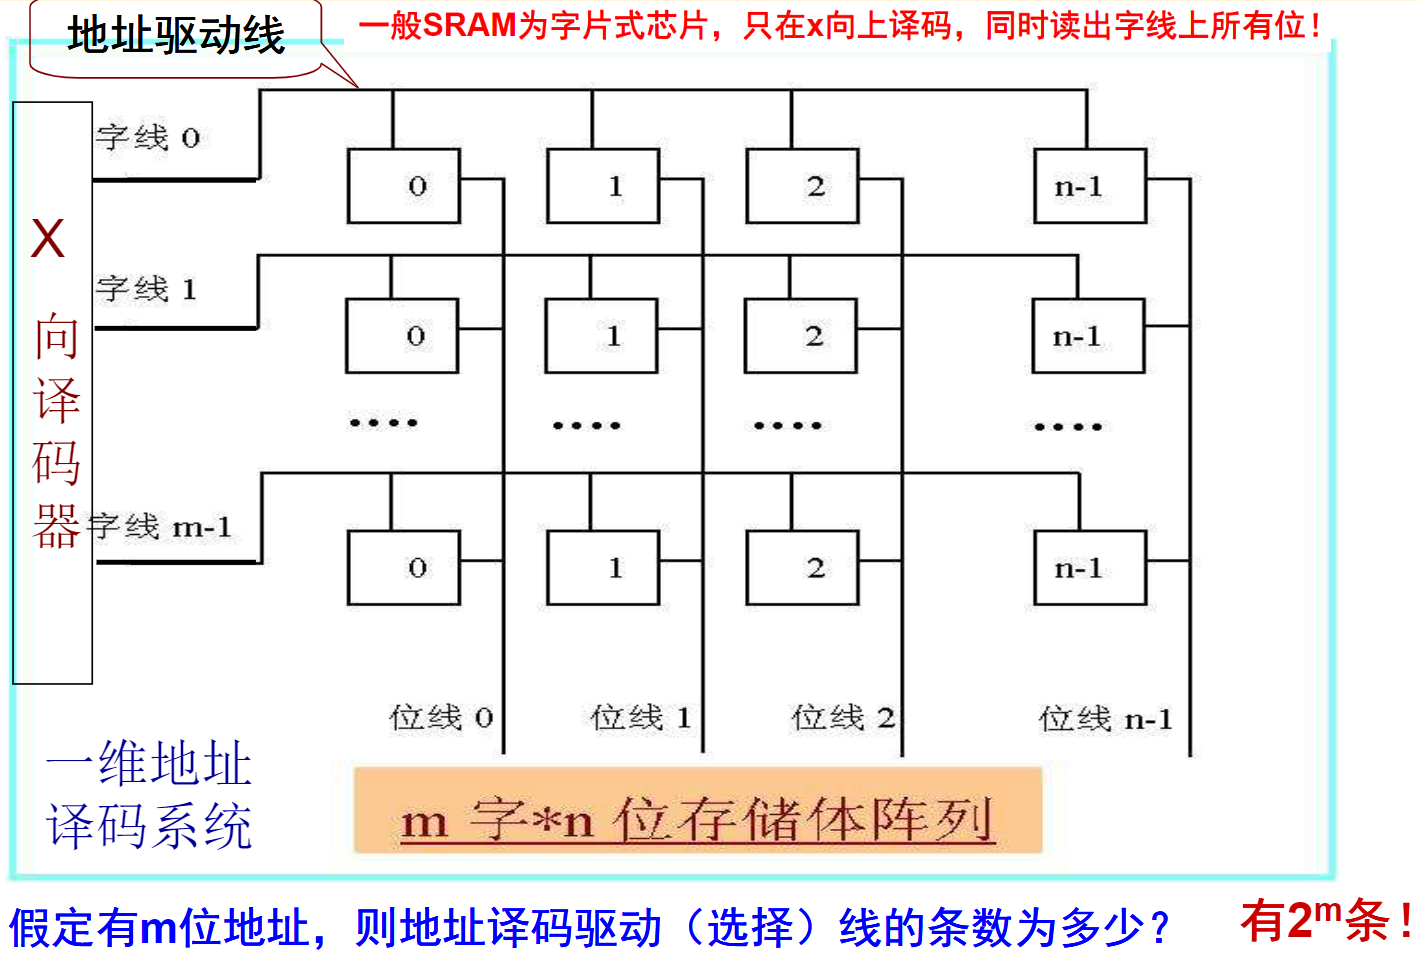 地址驱动线
一般SRAM为字片式芯片，只在x向上译码，同时读出字线上所有位！
X
向
译
码
器
字线 0
0 1 2 n-1
字线 1
0 1 2 n-1
•••• •••• •••• ••••
字线 m-1
0 1 2 n-1
位线 0 位线 1 位线 2 位线 n-1
一维地址
译码系统
m 字*n 位存储体阵列
假定有m位地址，则地址译码驱动（选择）线的条数为多少？
有2ᵐ条！